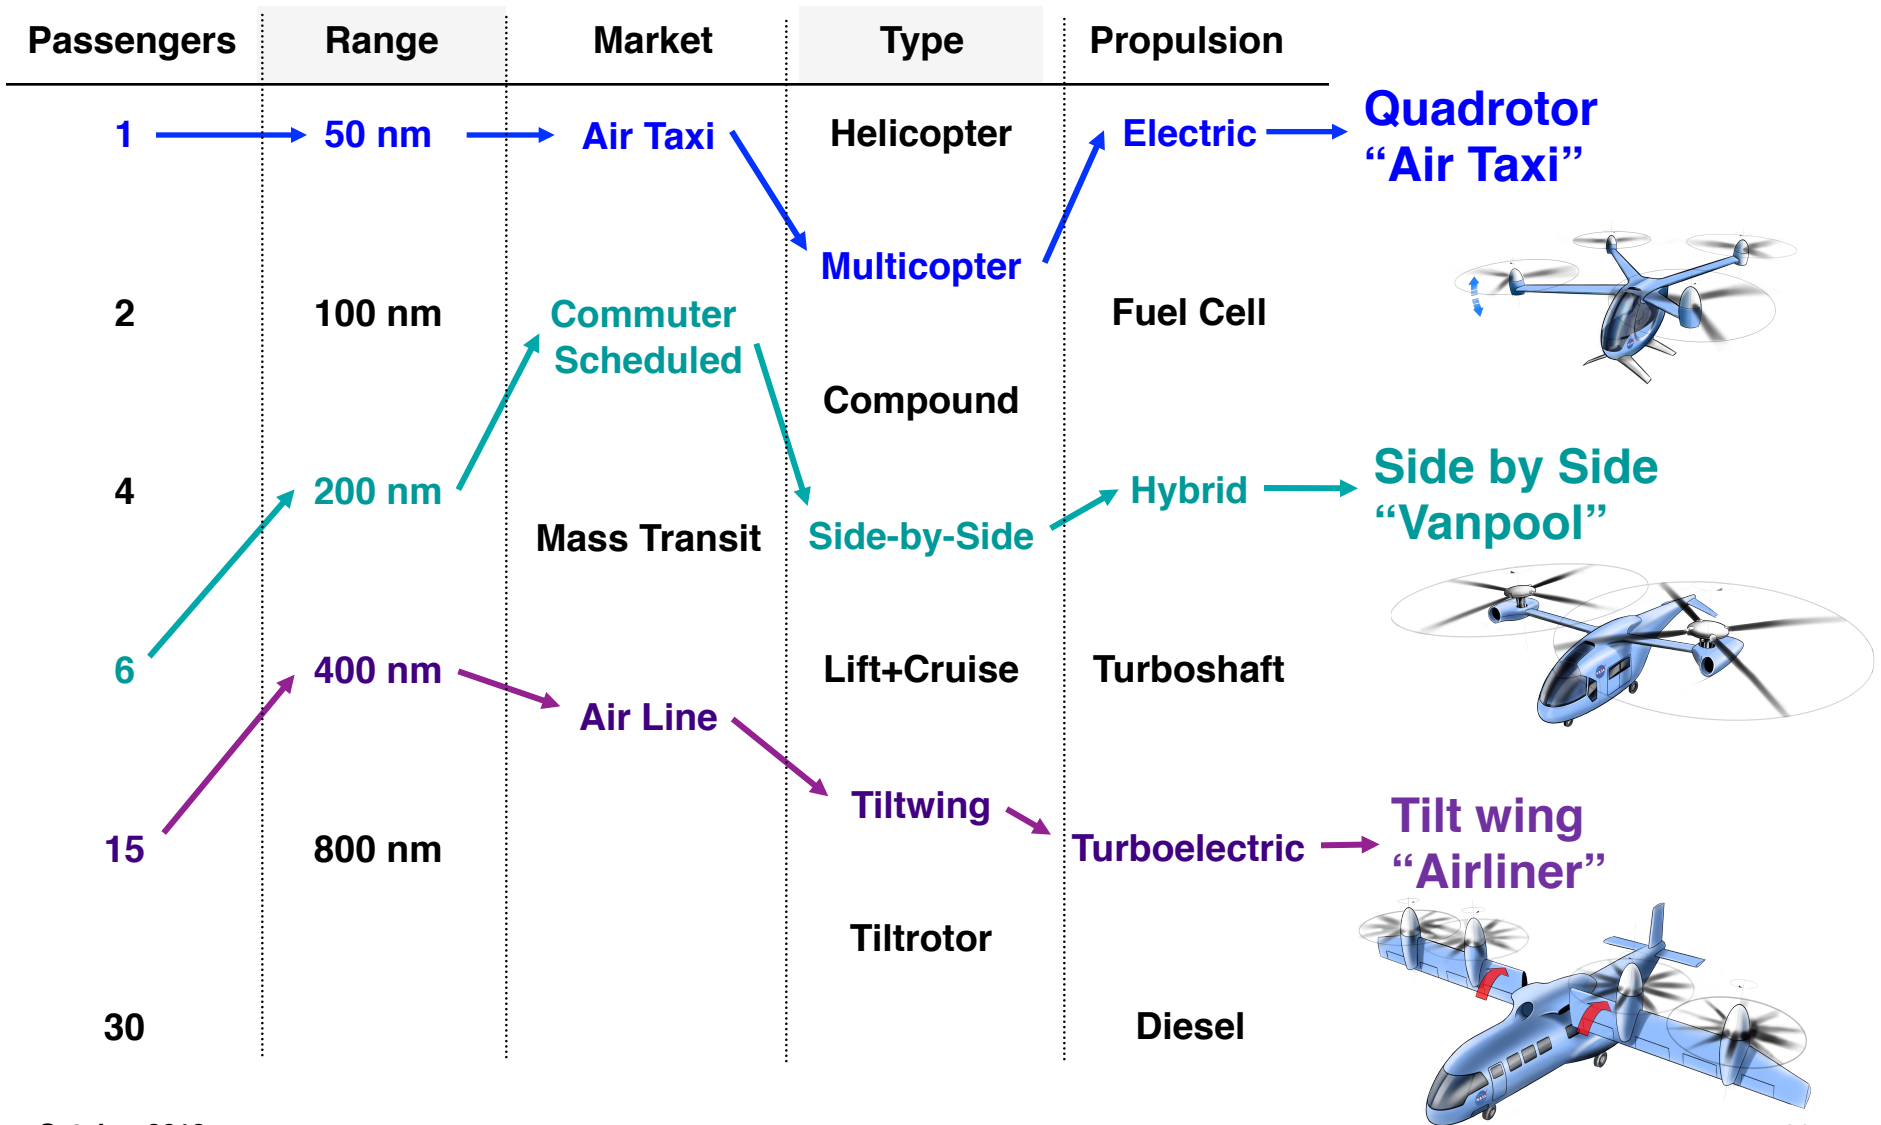 Passengers Range Market Type Propulsion
1 50 nm Air Taxi Helicopter Electric
Quadrotor
“Air Taxi”
Multicopter
2 100 nm Commuter Fuel Cell
Scheduled
Compound
4 200 nm Hybrid
Side by Side
“Vanpool”
Mass Transit Side-by-Side
6 400 nm Lift+Cruise Turboshaft
Air Line
Tiltwing
Tilt wing
“Airliner”
15 800 nm Turboelectric
Tiltrotor
30 Diesel